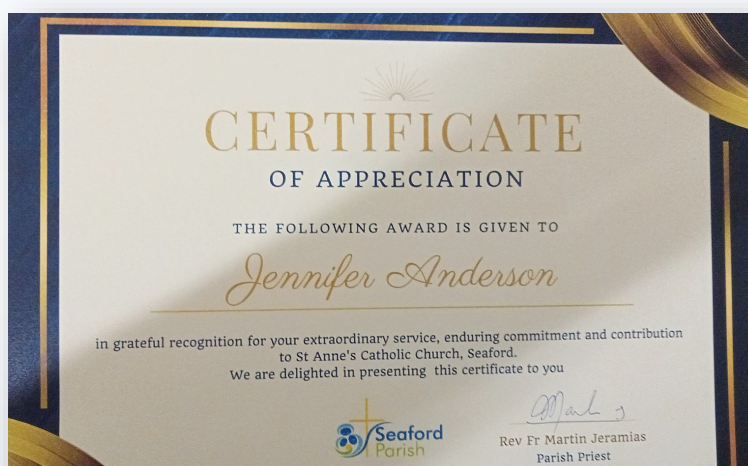 CERTIFICATE
OF APPRECIATION
THE FOLLOWING AWARD IS GIVEN TO
Jennifer Anderson
in grateful recognition for your extraordinary service, enduring commitment and contribution
to St Anne's Catholic Church, Seaford.
We are delighted in presenting this certificate to you
Seaford
Parish
Rev Fr Martin Jeramias
Parish Priest